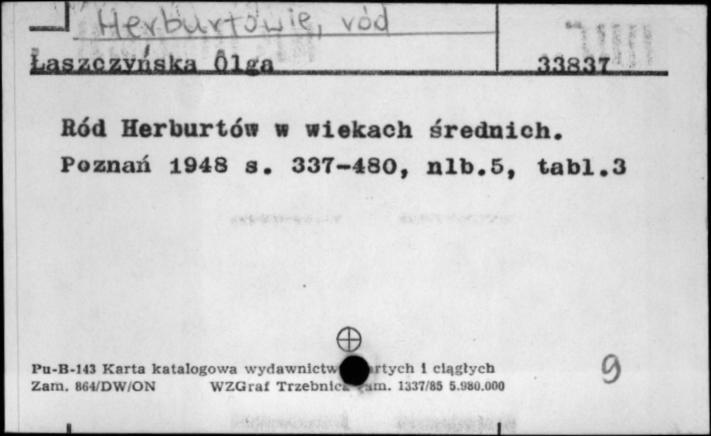 Herburtowie, ród
Łaszczyńska Olga 33837
Ród Herburtów w wiekach średnich.
Poznań 1948 s. 337-480, nlb.5, tabl.3
Pu-B-143 Karta katalogowa wydawnictw rtych i ciągłych 9
Zam. 864/DW/ON WZGraf Trzebnic am. 1337/85 5.980.000